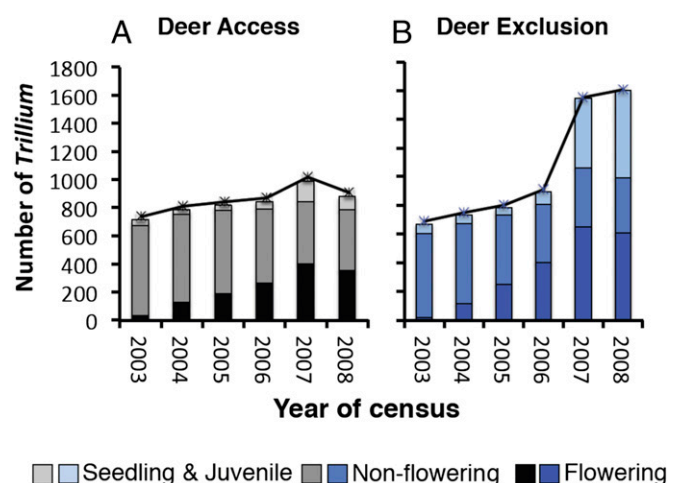 A Deer Access
B Deer Exclusion
Number of Trillium
1800
1600
1400
1200
1000
800
600
400
200
0
2003 2004 2005 2006 2007 2008
2003 2004 2005 2006 2007 2008
Year of census
Seedling & Juvenile Non-flowering Flowering